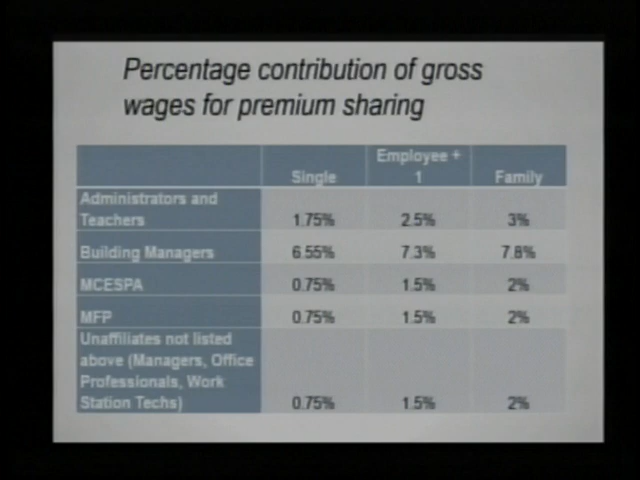 Percentage contribution of gross
wages for premium sharing
Employee +
Single 1 Family
Administrators and
Teachers 1.75% 2.5% 3%
Building Managers 6.55% 7.3% 7.8%
MCESPA 0.75% 1.5% 2%
MFP 0.75% 1.5% 2%
Unaffiliates not listed
above (Managers, Office
Professionals, Work
Station Techs) 0.75% 1.5% 2%